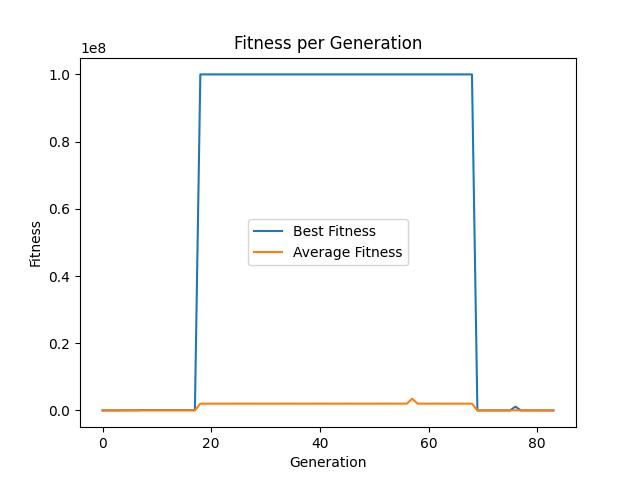 Fitness per Generation
1e8
1.0
0.8
0.6
0.4
0.2
0.0
Fitness
Best Fitness
Average Fitness
0 20 40 60 80
Generation